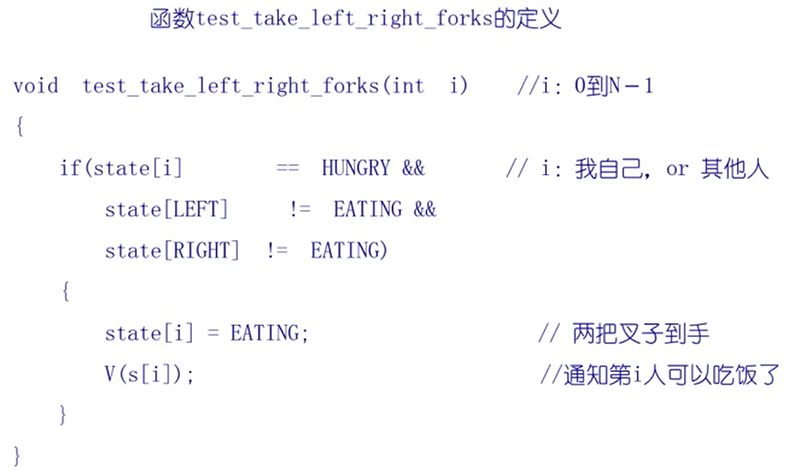 函数test_take_left_right_forks的定义
void test_take_left_right_forks(int i) //i: 0到N-1
{
if(state[i] == HUNGRY && // i: 我自己，or 其他人
state[LEFT] != EATING &&
state[RIGHT] != EATING)
{
state[i] = EATING; // 两把叉子到手
V(s[i]); //通知第i人可以吃饭了
}
}